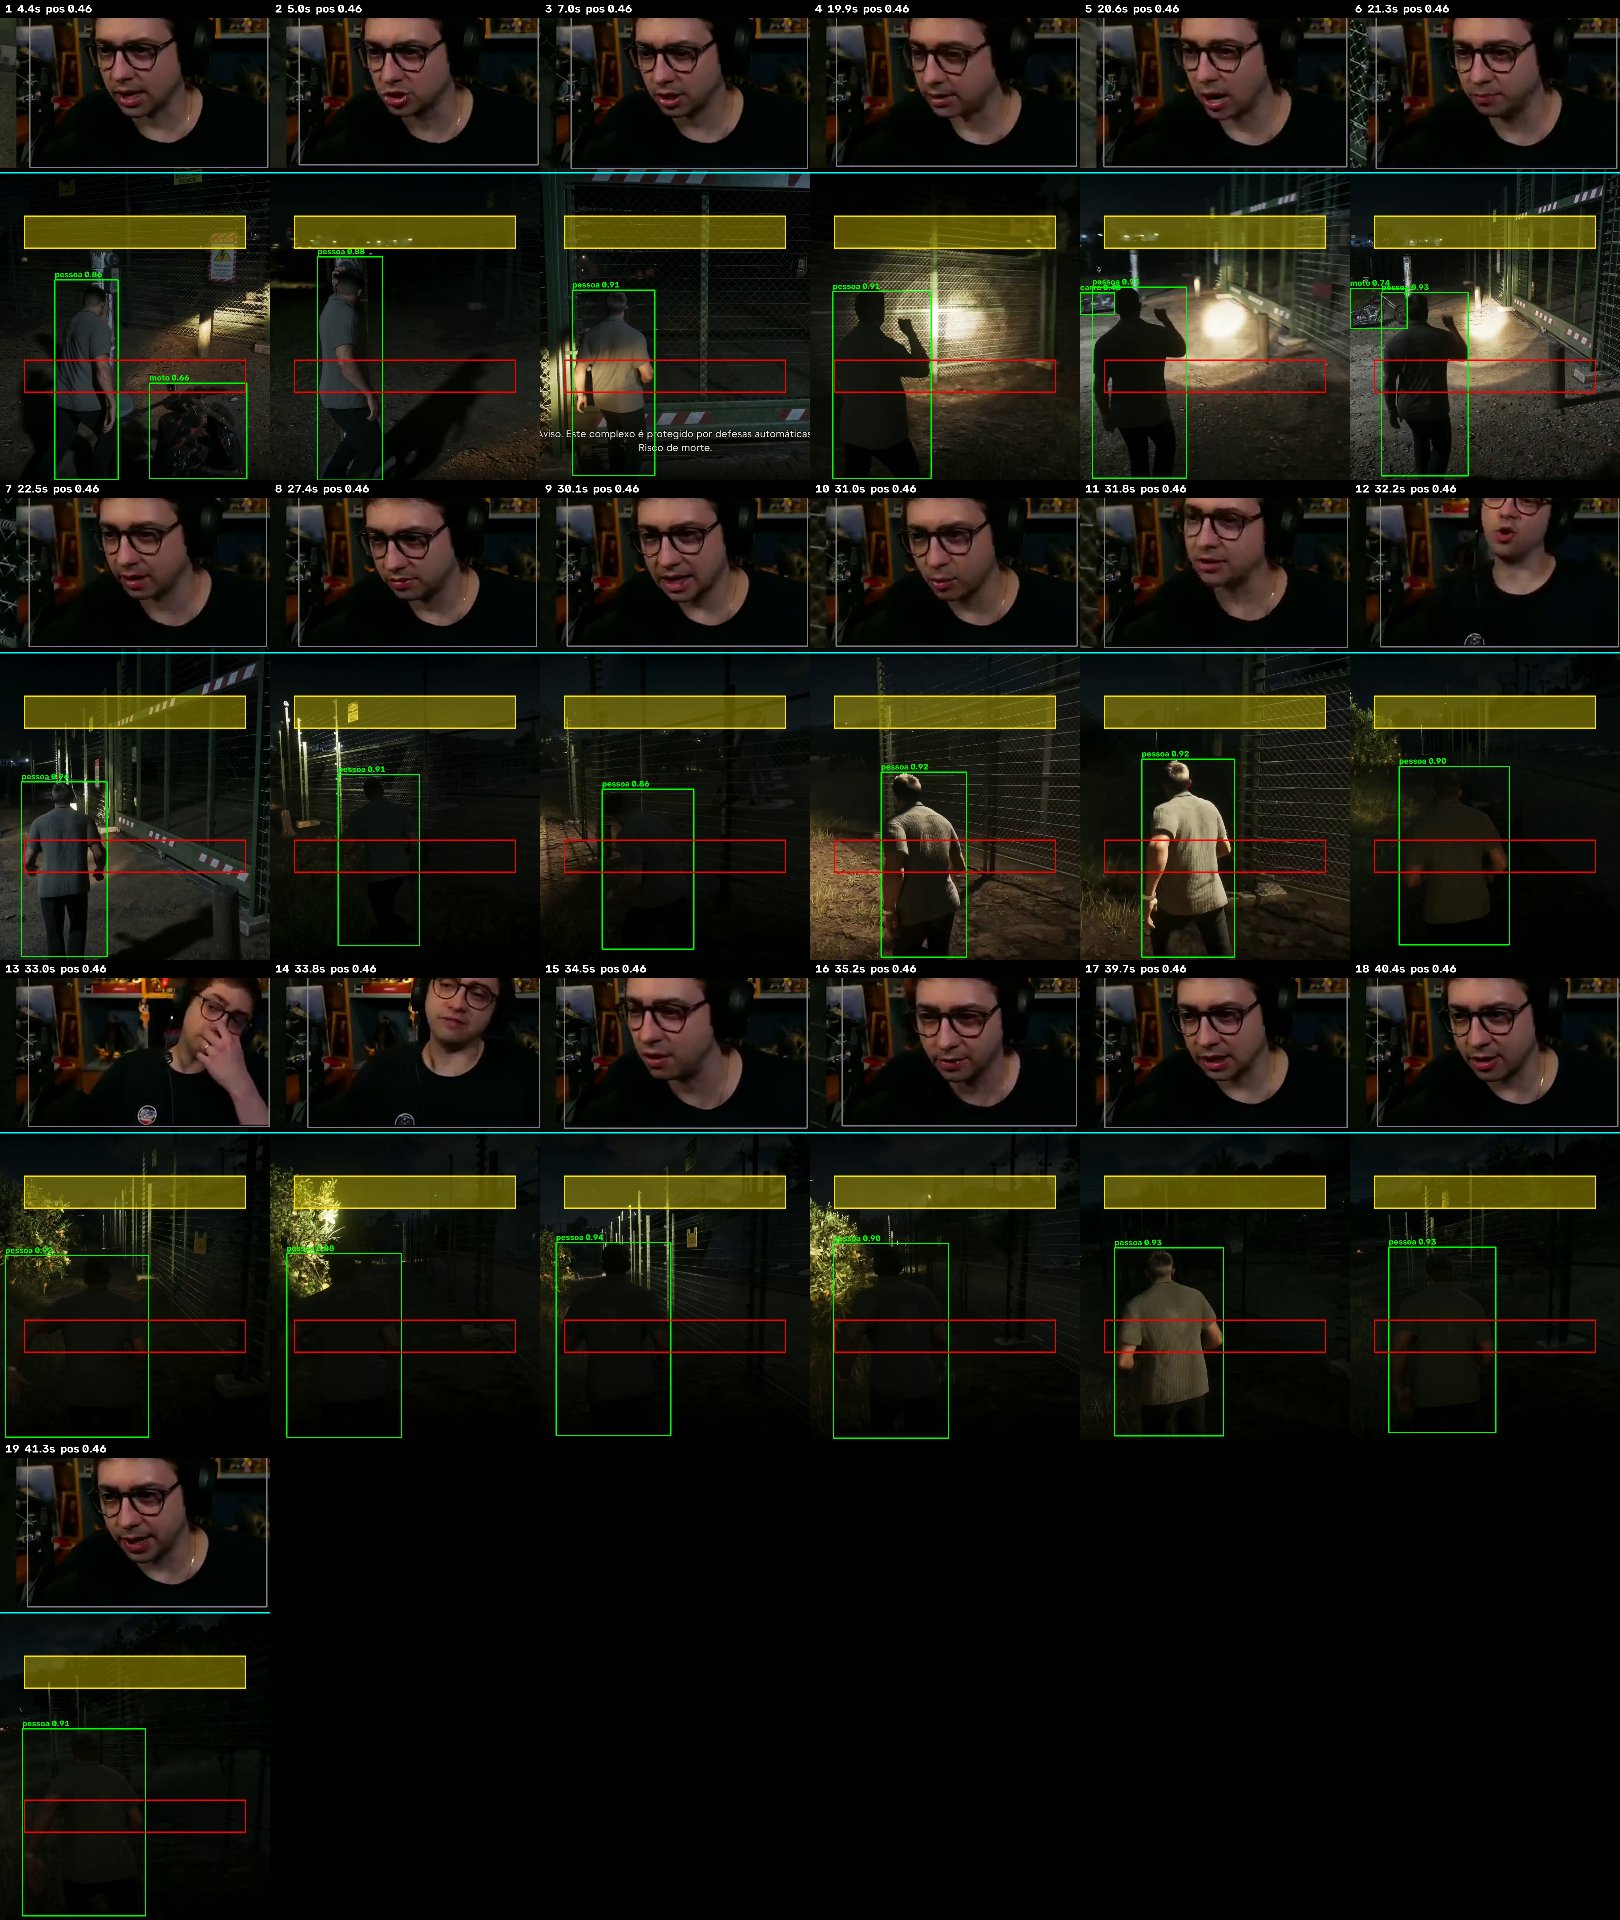 1 4.4s pos 0.46
2 5.0s pos 0.46
3 7.0s pos 0.46
4 19.9s pos 0.46
5 20.6s pos 0.46
6 21.3s pos 0.46
pessoa 0.86
moto 0.66
pessoa 0.88
pessoa 0.91
Aviso. Este complexo é protegido por defesas automáticas
Risco de morte.
pessoa 0.91
moto 0.74
0.93
7 22.5s pos 0.46
8 27.4s pos 0.46
9 30.1s pos 0.46
10 31.0s pos 0.46
11 31.8s pos 0.46
12 32.2s pos 0.46
pessoa
pessoa 0.91
pessoa 0.86
pessoa 0.92
pessoa 0.92
pessoa 0.90
13 33.0s pos 0.46
14 33.8s pos 0.46
15 34.5s pos 0.46
16 35.2s pos 0.46
17 39.7s pos 0.46
18 40.4s pos 0.46
pessoa
pessoa 0.88
pessoa 0.94
pessoa 0.90
pessoa 0.93
pessoa 0.93
19 41.3s pos 0.46
pessoa 0.91